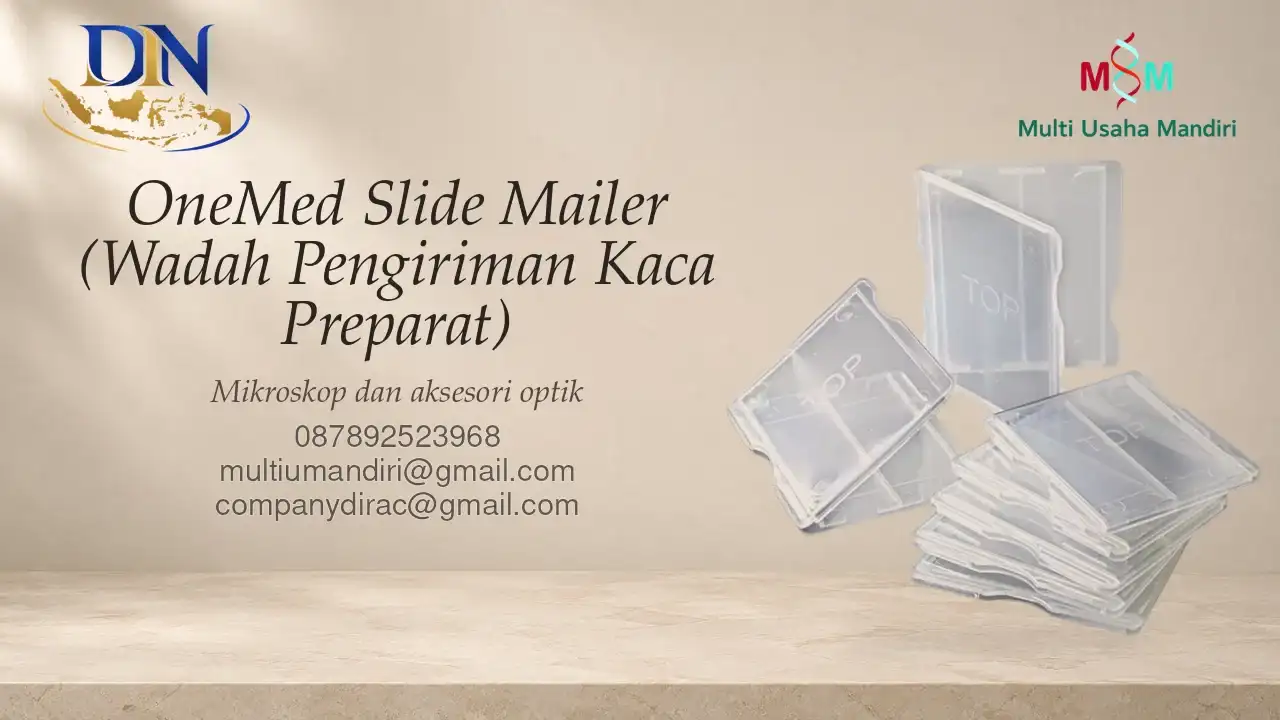 DN
MSM
Multi Usaha Mandiri
OneMed Slide Mailer
(Wadah Pengiriman Kaca
Preparat)
Mikroskop dan aksesori optik
087892523968
multiumandiri@gmail.com
companydirac@gmail.com
TOP
TOP
TOP